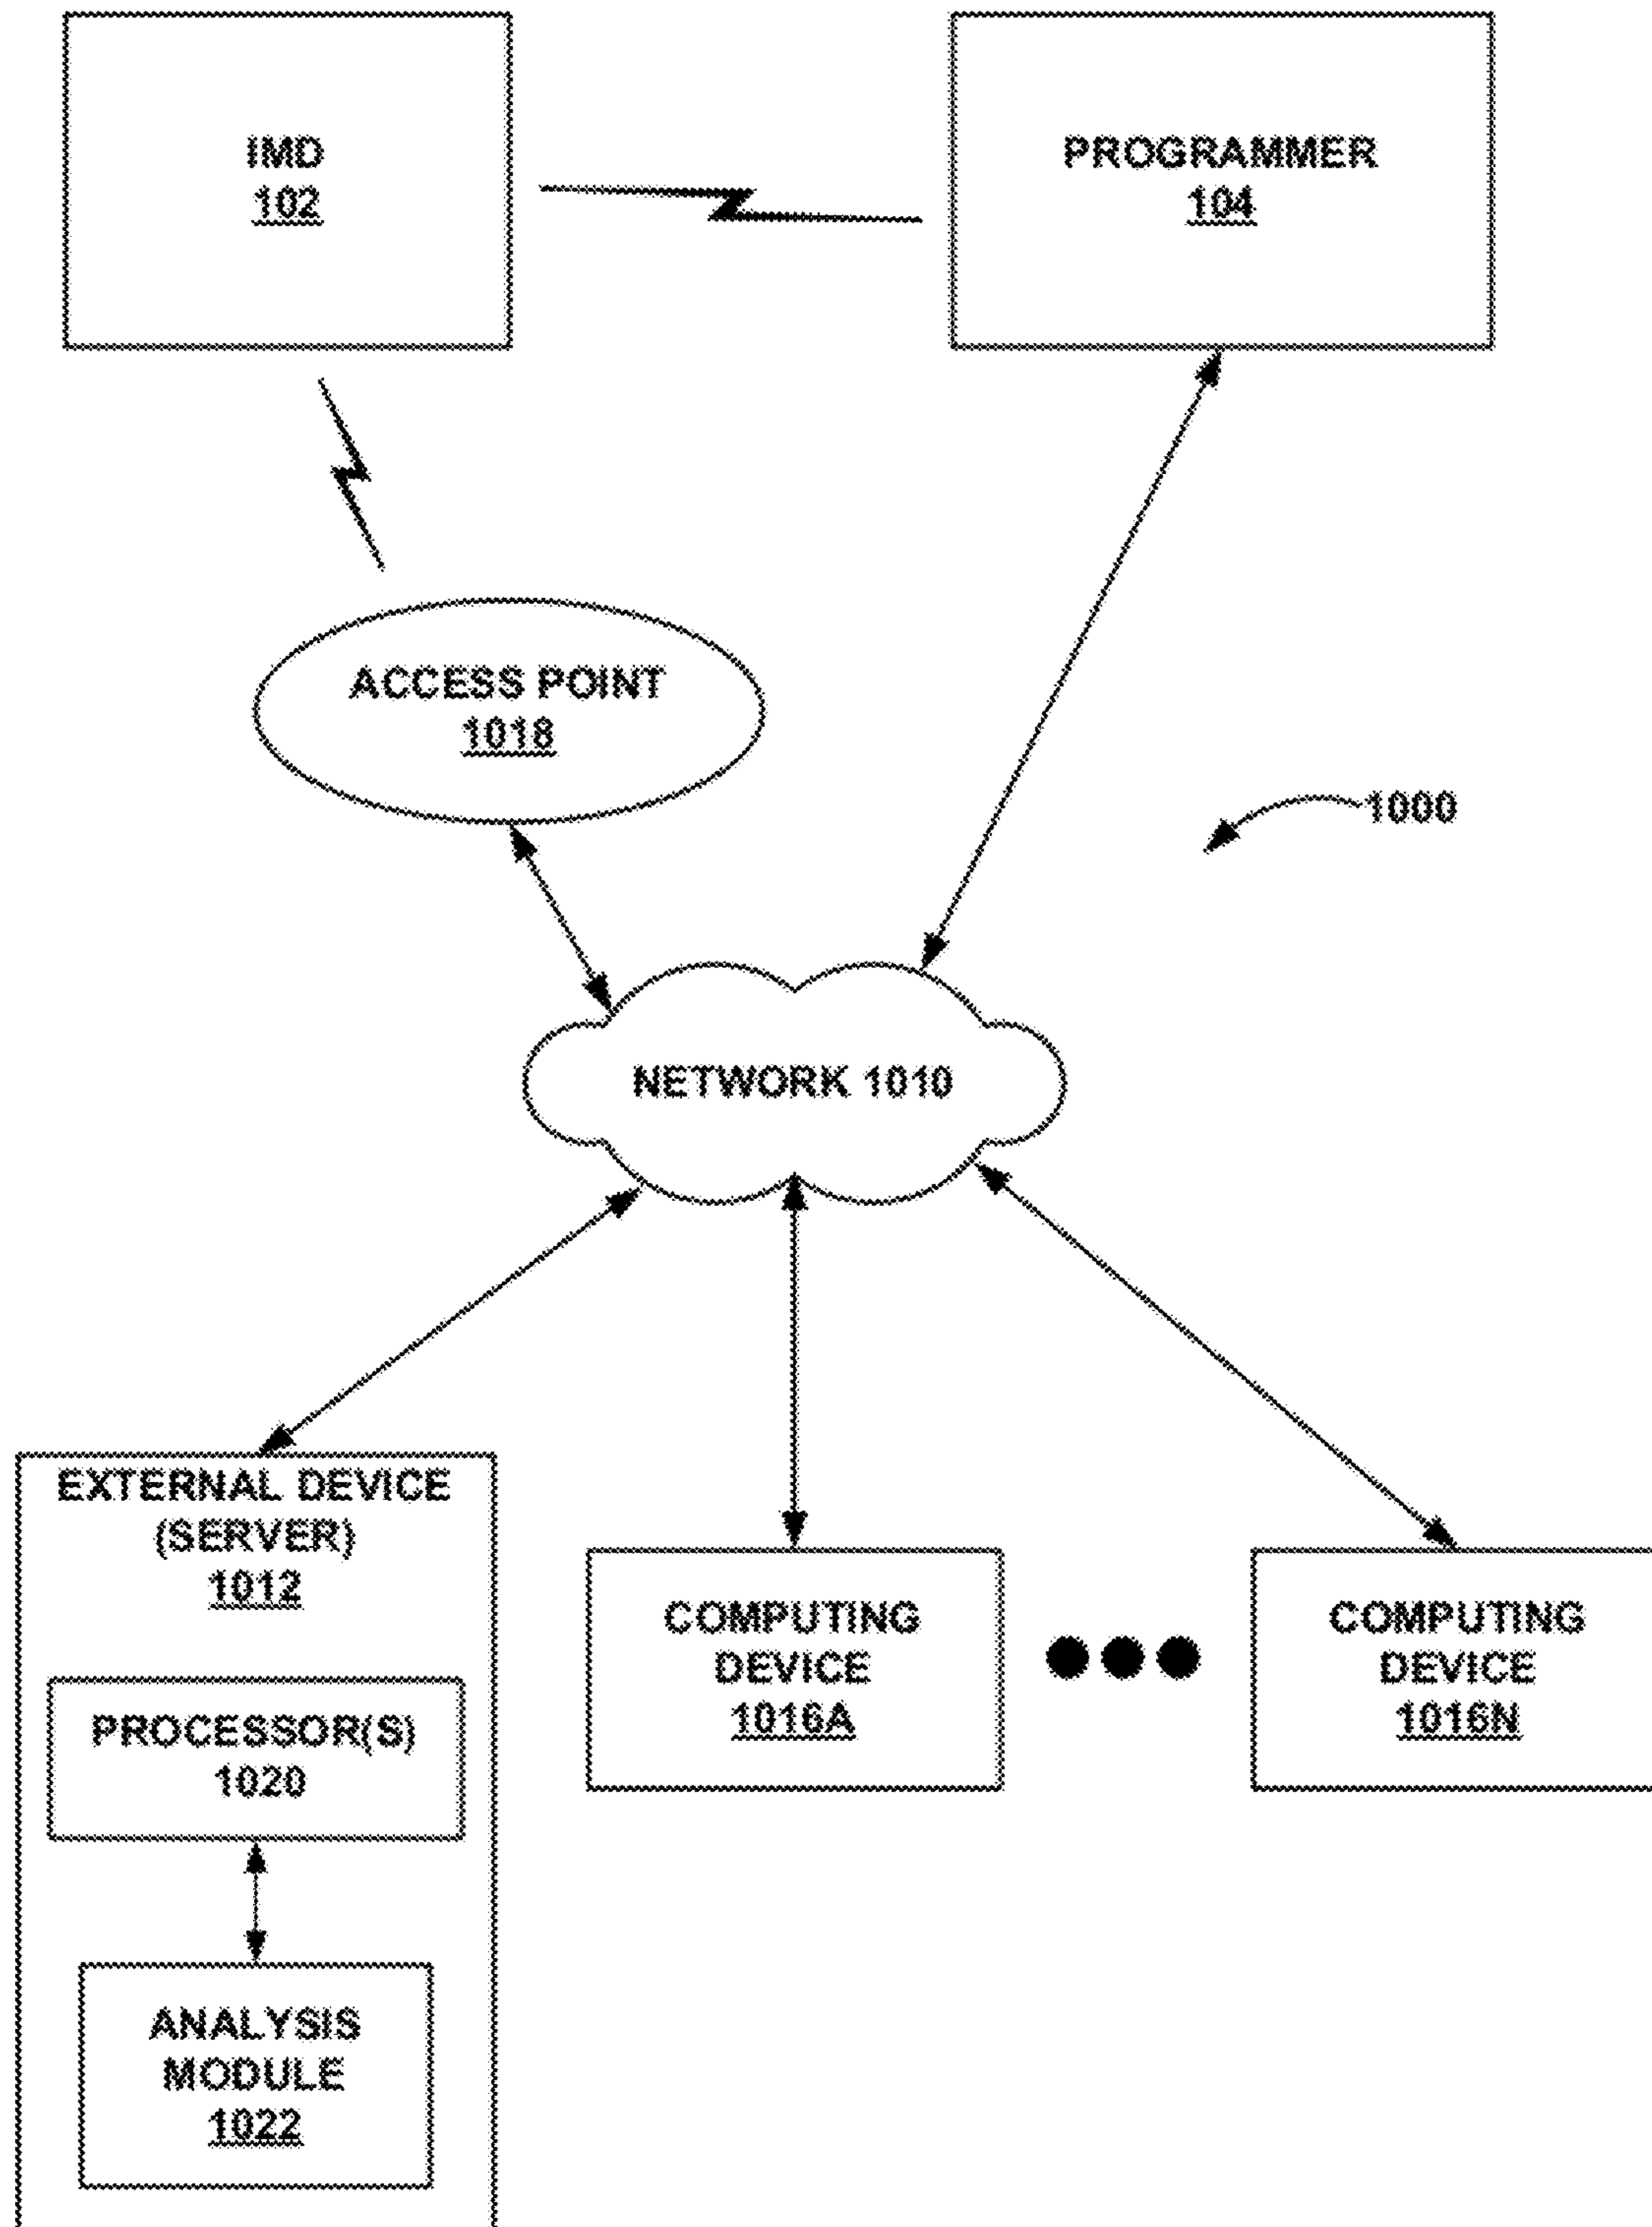 IMD
102
PROGRAMMER
104
ACCESS POINT
1018
1000
NETWORK 1010
EXTERNAL DEVICE
(SERVER)
1012
PROCESSOR(S)
1020
ANALYSIS
MODULE
1022
COMPUTING
DEVICE
1016A
COMPUTING
DEVICE
1016N